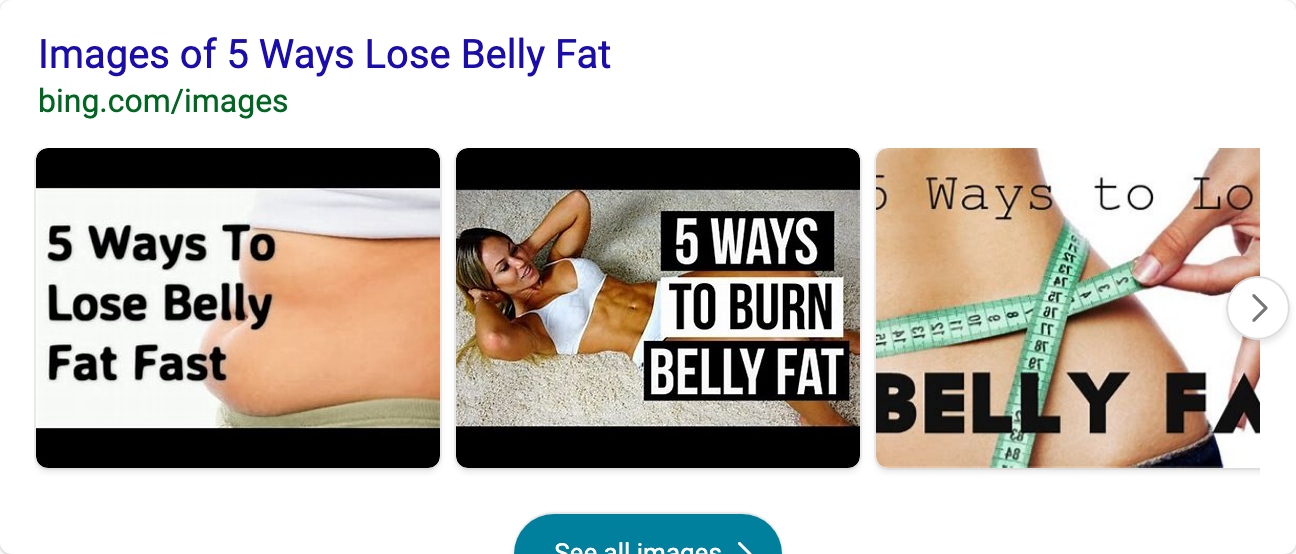 Images of 5 Ways Lose Belly Fat
bing.com/images
5 Ways To
Lose Belly
Fat Fast
5 WAYS
TO BURN
BELLY FAT
5 Ways to Lo
BELLY FA
See all images